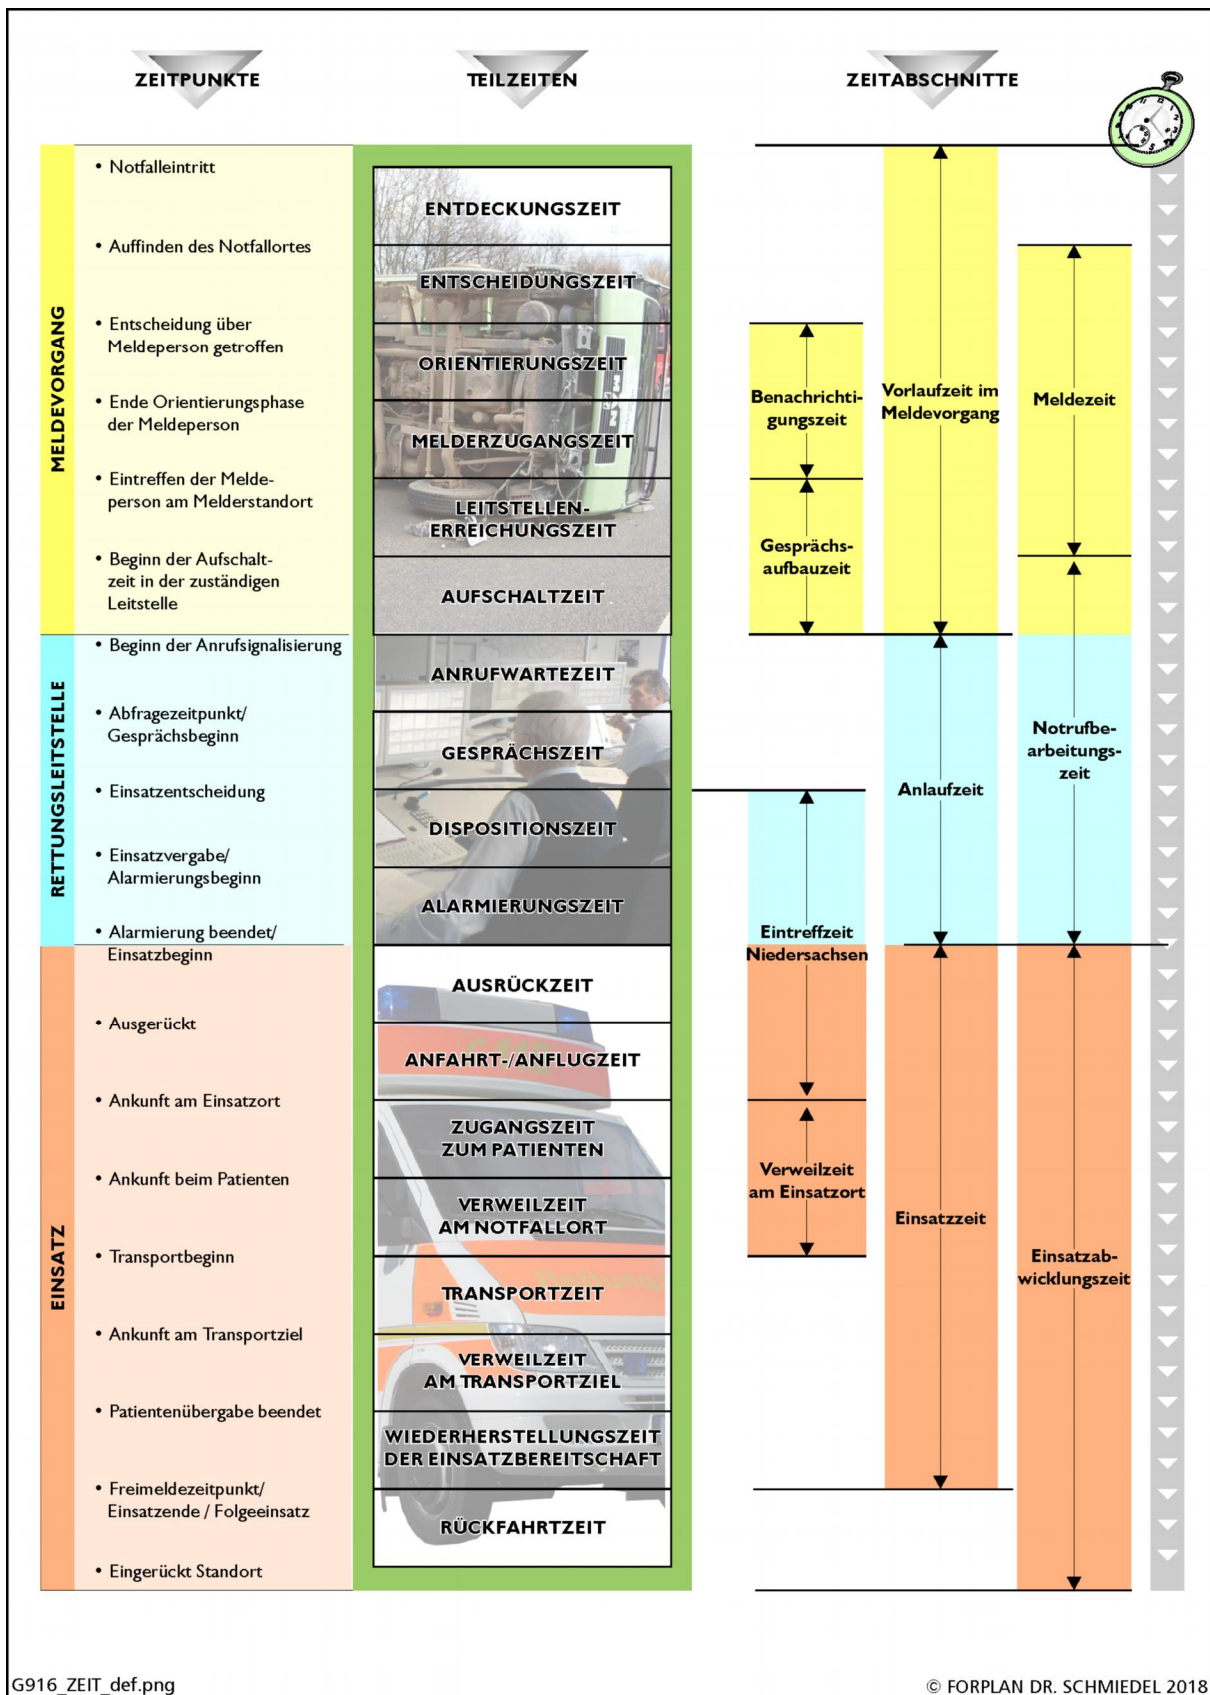 ZEITPUNKTE
TEILZEITEN
ZEITABSCHNITTE
MELDEVORGANG
• Notfalleintritt
• Auffinden des Notfallortes
• Entscheidung über
Meldeperson getroffen
• Ende Orientierungsphase
der Meldeperson
• Eintreffen der Melde-
person am Melderstandort
• Beginn der Aufschalt-
zeit in der zuständigen
Leitstelle
RETTUNGSLEITSTELLE
• Beginn der Anrufsignalisierung
• Abfragezeitpunkt/
Gesprächsbeginn
• Einsatzentscheidung
• Einsatzvergabe/
Alarmierungsbeginn
• Alarmierung beendet/
Einsatzbeginn
EINSATZ
• Ausgerückt
• Ankunft am Einsatzort
• Ankunft beim Patienten
• Transportbeginn
• Ankunft am Transportziel
• Patientenübergabe beendet
• Freimeldezeitpunkt/
Einsatzende / Folgeeinsatz
• Eingerückt Standort
ENTDECKUNGSZEIT
ENTSCHEIDUNGSZEIT
ORIENTIERUNGSZEIT
MELDERZUGANGSZEIT
LEITSTELLEN-
ERREICHUNGSZEIT
AUFSCHALTZEIT
ANRUFWARTEZEIT
GESPRÄCHSZEIT
DISPOSITIONSZEIT
ALARMIERUNGSZEIT
AUSRÜCKZEIT
ANFAHRT-/ANFLUGZEIT
ZUGANGSZEIT
ZUM PATIENTEN
VERWEILZEIT
AM NOTFALLORT
TRANSPORTZEIT
VERWEILZEIT
AM TRANSPORTZIEL
WIEDERHERSTELLUNGSZEIT
DER EINSATZBEREITSCHAFT
RÜCKFAHRTZEIT
Benachrichti-
gungszeit
Gesprächs-
aufbauzeit
Eintreffzeit
Niedersachsen
Verweilzeit
am Einsatzort
Vorlaufzeit im
Meldevorgang
Anlaufzeit
Einsatzzeit
Meldezeit
Notrufbe-
arbeitungs-
zeit
Einsatzab-
wicklungszeit
G916_ZEIT_def.png
© FORPLAN DR. SCHMIEDEL 2018